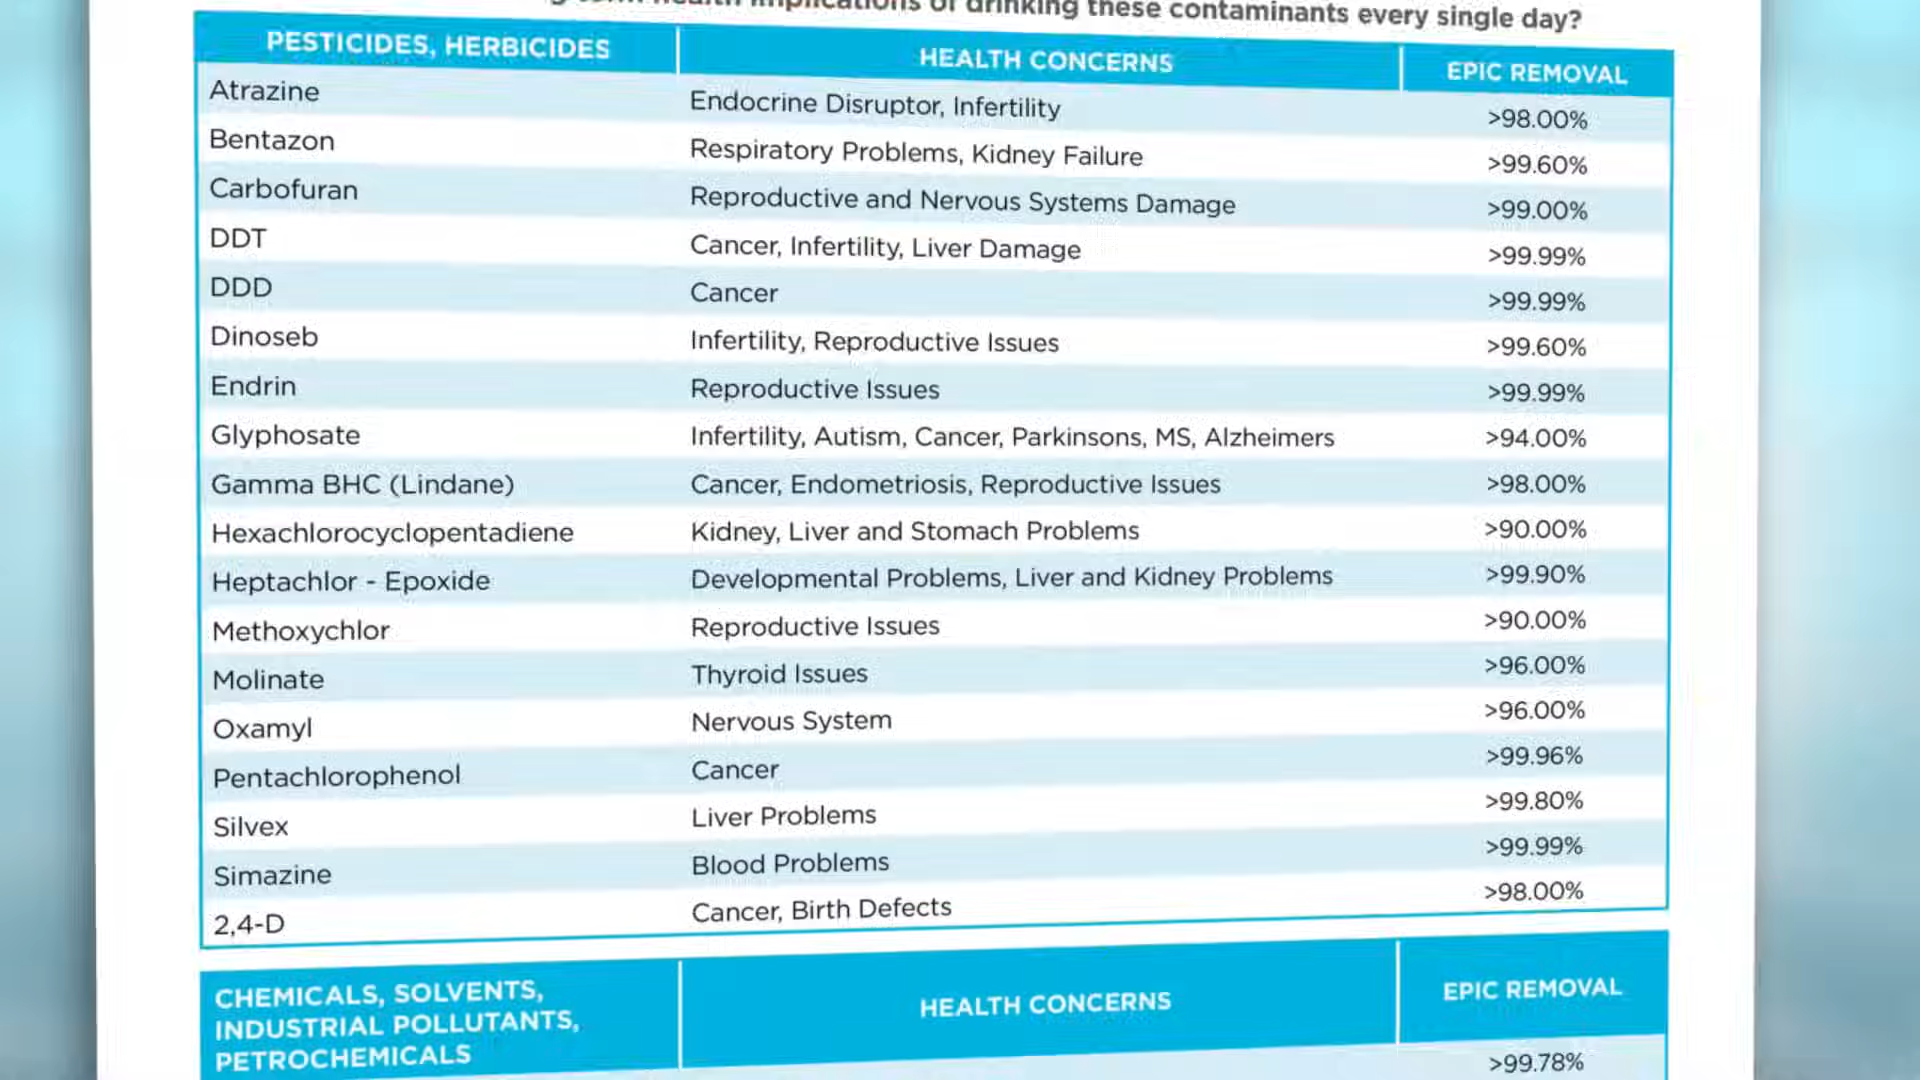 implications of drinking these contaminants every single day?
PESTICIDES, HERBICIDES HEALTH CONCERNS EPIC REMOVAL
Atrazine Endocrine Disruptor, Infertility >98.00%
Bentazon Respiratory Problems, Kidney Failure >99.60%
Carbofuran Reproductive and Nervous Systems Damage >99.00%
DDT Cancer, Infertility, Liver Damage >99.99%
DDD Cancer >99.99%
Dinoseb Infertility, Reproductive Issues >99.60%
Endrin Reproductive Issues >99.99%
Glyphosate Infertility, Autism, Cancer, Parkinsons, MS, Alzheimers >94.00%
Gamma BHC (Lindane) Cancer, Endometriosis, Reproductive Issues >98.00%
Hexachlorocyclopentadiene Kidney, Liver and Stomach Problems >90.00%
Heptachlor - Epoxide Developmental Problems, Liver and Kidney Problems >99.90%
Methoxychlor Reproductive Issues >90.00%
Molinate Thyroid Issues >96.00%
Oxamyl Nervous System >96.00%
Pentachlorophenol Cancer >99.96%
Silvex Liver Problems >99.80%
Simazine Blood Problems >99.99%
2,4-D Cancer, Birth Defects >98.00%
CHEMICALS, SOLVENTS,
INDUSTRIAL POLLUTANTS,
PETROCHEMICALS
HEALTH CONCERNS
EPIC REMOVAL
>99.78%